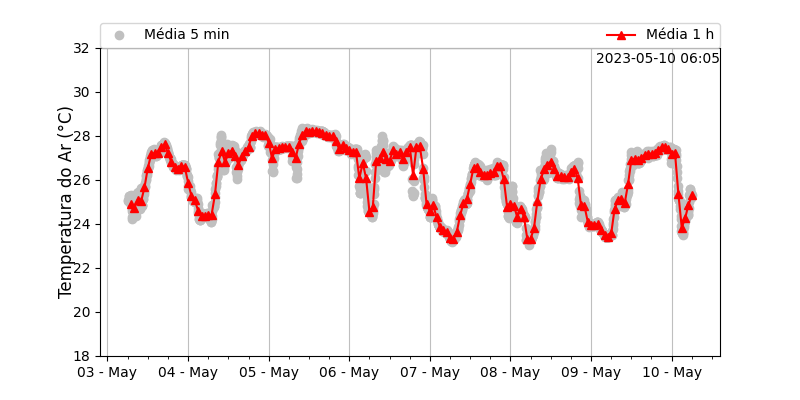 Média 5 min
Média 1 h
2023-05-10 06:05
Temperatura do Ar (°C)
32
30
28
26
24
22
20
18
03 - May
04 - May
05 - May
06 - May
07 - May
08 - May
09 - May
10 - May